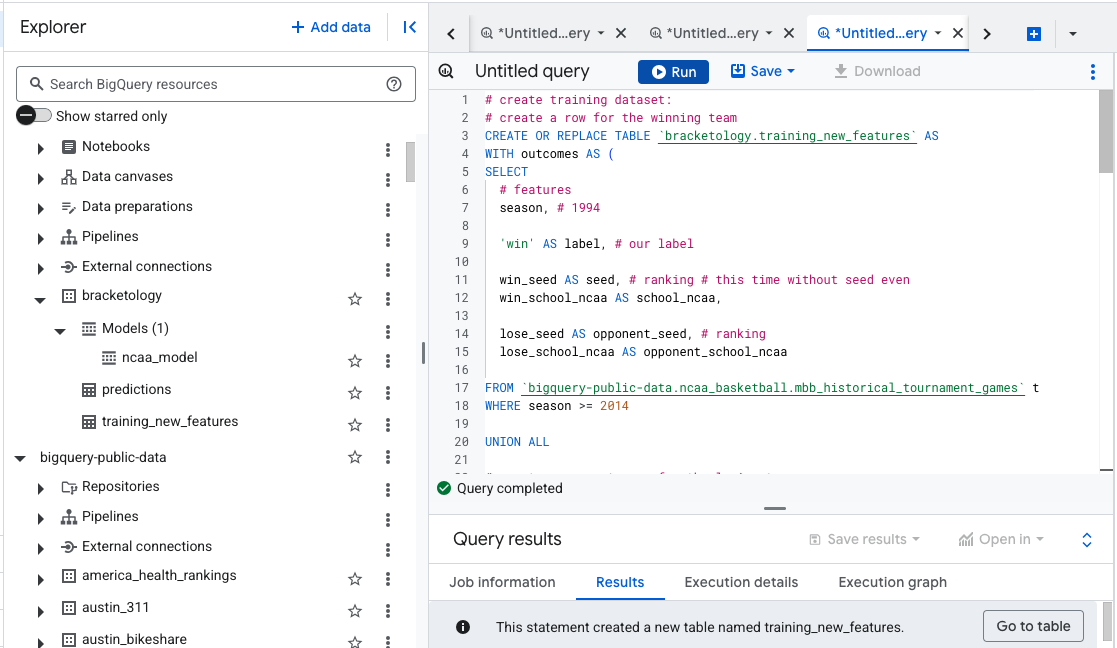 Explorer
+ Add data
Search BigQuery resources
Show starred only
Notebooks
Data canvases
Data preparations
Pipelines
External connections
bracketology
Models (1)
ncaa_model
predictions
training_new_features
bigquery-public-data
Repositories
Pipelines
External connections
america_health_rankings
austin_311
austin_bikeshare
*Untitled...ery
*Untitled...ery
*Untitled...ery
Untitled query
Run
Save
Download
1 # create training dataset:
2 # create a row for the winning team
3 CREATE OR REPLACE TABLE `bracketology.training_new_features` AS
4 WITH outcomes AS (
5 SELECT
6 # features
7 season, # 1994
8
9 'win' AS label, # our label
10
11 win_seed AS seed, # ranking # this time without seed even
12 win_school_ncaa AS school_ncaa,
13
14 lose_seed AS opponent_seed, # ranking
15 lose_school_ncaa AS opponent_school_ncaa
16
17 FROM `bigquery-public-data.ncaa_basketball.mbb_historical_tournament_games` t
18 WHERE season >= 2014
19
20 UNION ALL
21
Query completed
Query results
Save results
Open in
Job information
Results
Execution details
Execution graph
This statement created a new table named training_new_features.
Go to table